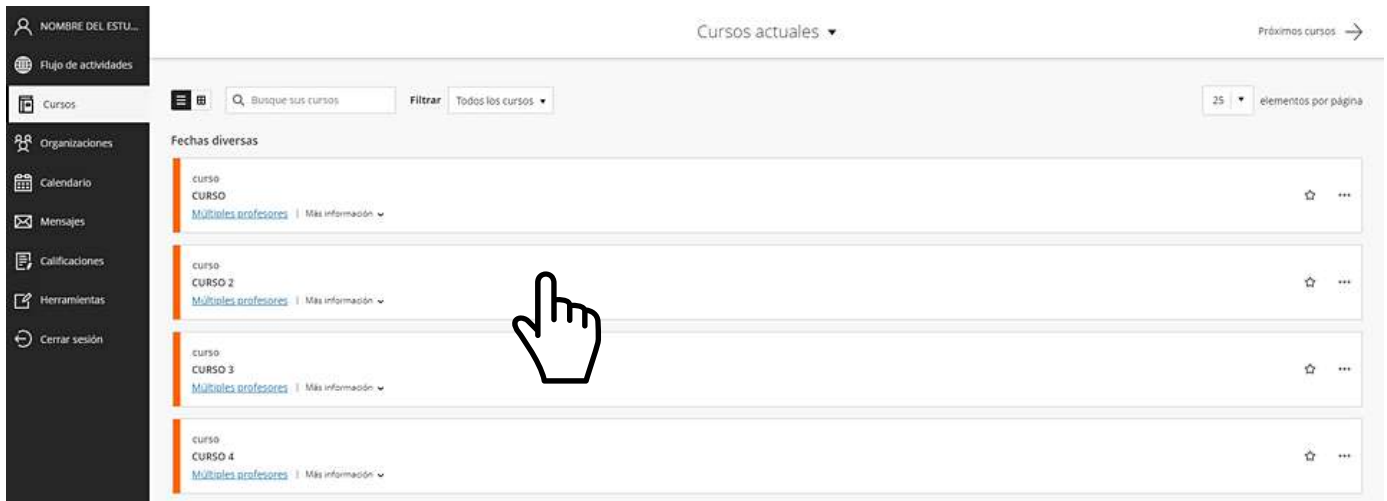 NOMBRE DEL ESTU...
Flujo de actividades
Cursos
Organizaciones
Calendario
Mensajes
Calificaciones
Herramientas
Cerrar sesión
Cursos actuales
Próximos cursos
Busque sus cursos
Filtrar Todos los cursos
25 elementos por página
Fechas diversas
curso
CURSO
Múltiples profesores | Más información
curso
CURSO 2
Múltiples profesores | Más información
curso
CURSO 3
Múltiples profesores | Más información
curso
CURSO 4
Múltiples profesores | Más información